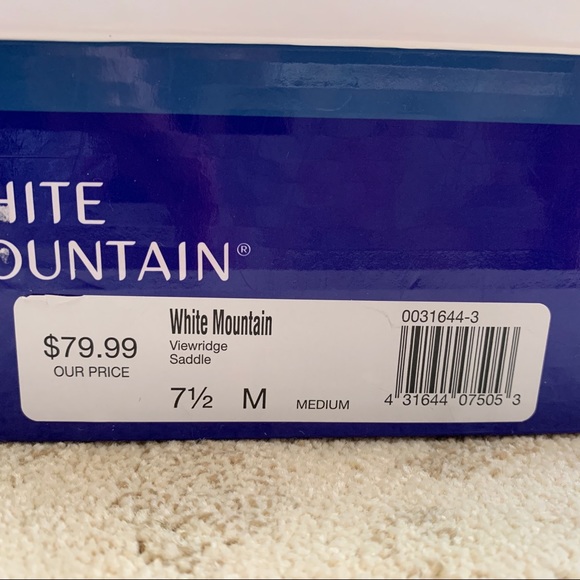 HITE
OUNTAIN®
$79.99
OUR PRICE
White Mountain
Viewridge
Saddle
7½ M MEDIUM
0031644-3
4 31644 07505 3